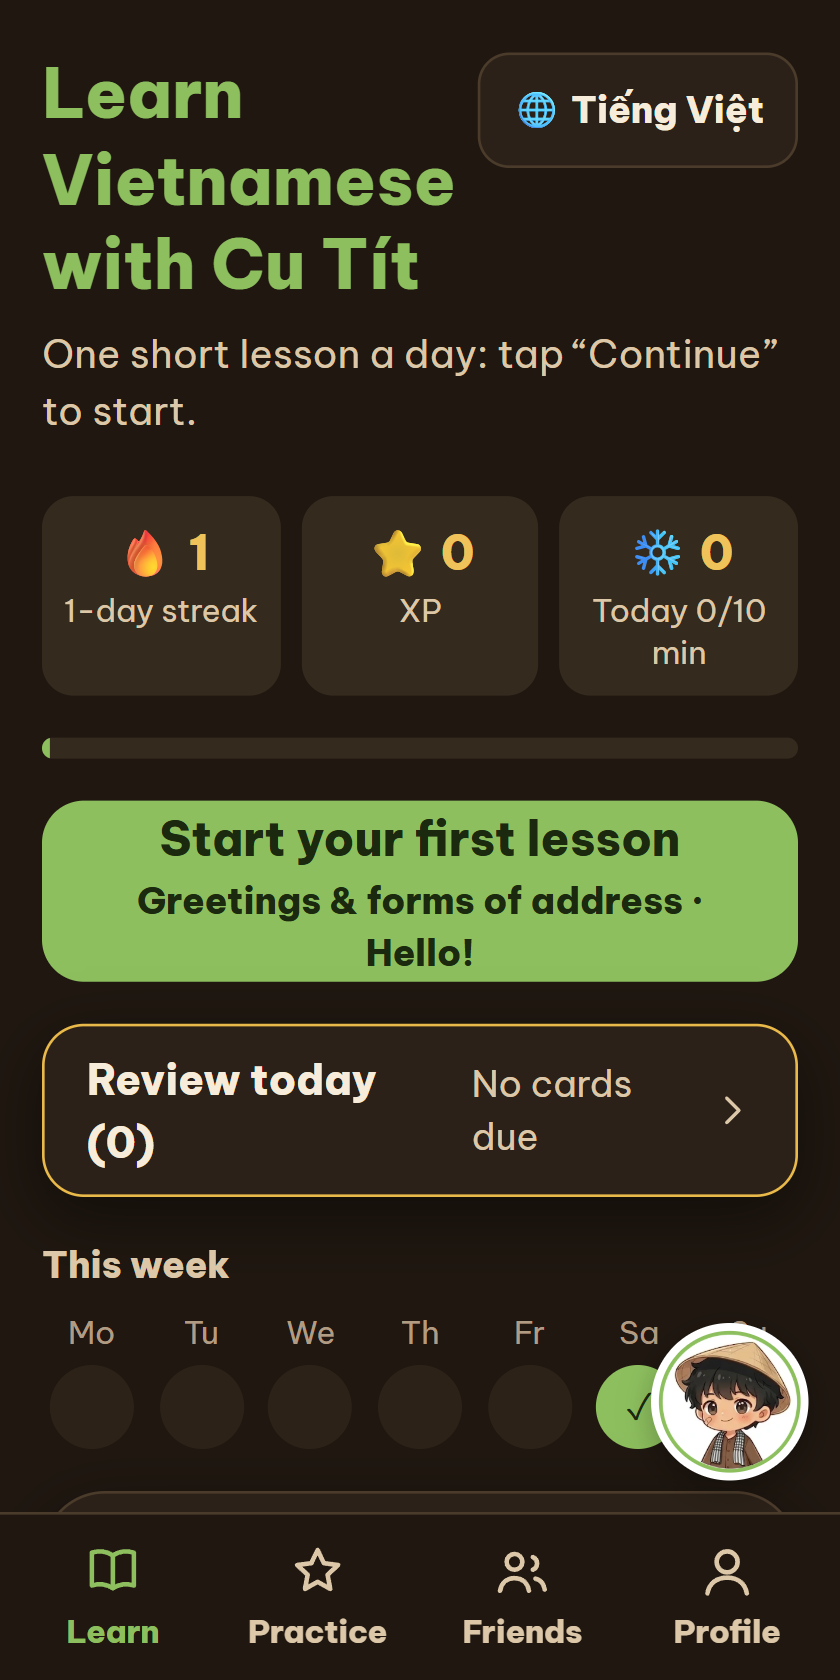 Learn
Vietnamese
with Cu Tít
Tiếng Việt
One short lesson a day: tap “Continue”
to start.
1
1-day streak
0
XP
0
Today 0/10
min
Start your first lesson
Greetings & forms of address ·
Hello!
Review today
(0)
No cards
due
This week
Mo Tu We Th Fr Sa
Learn Practice Friends Profile